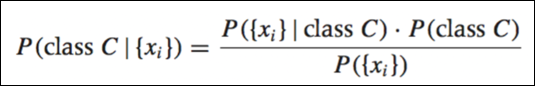 P(class C | {xᵢ}) = P({xᵢ} | class C) · P(class C) / P({xᵢ})